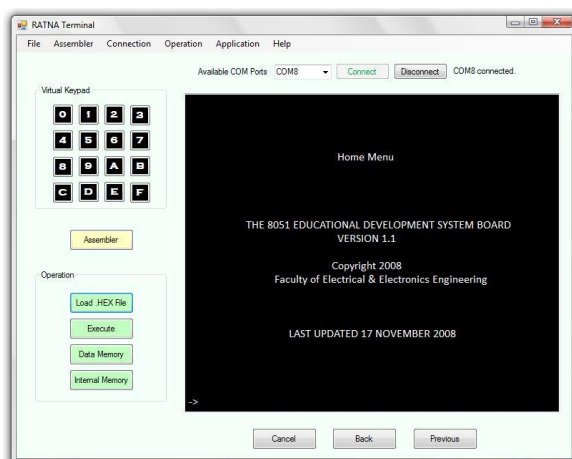 RATNA Terminal
File Assembler Connection Operation Application Help
Available COM Ports COM8 Connect Disconnect COM8 connected.
Virtual Keypad
0 1 2 3
4 5 6 7
8 9 A B
C D E F
Assembler
Operation
Load .HEX File
Execute
Data Memory
Internal Memory
Home Menu
THE 8051 EDUCATIONAL DEVELOPMENT SYSTEM BOARD
VERSION 1.1
Copyright 2008
Faculty of Electrical & Electronics Engineering
LAST UPDATED 17 NOVEMBER 2008
->
Cancel Back Previous